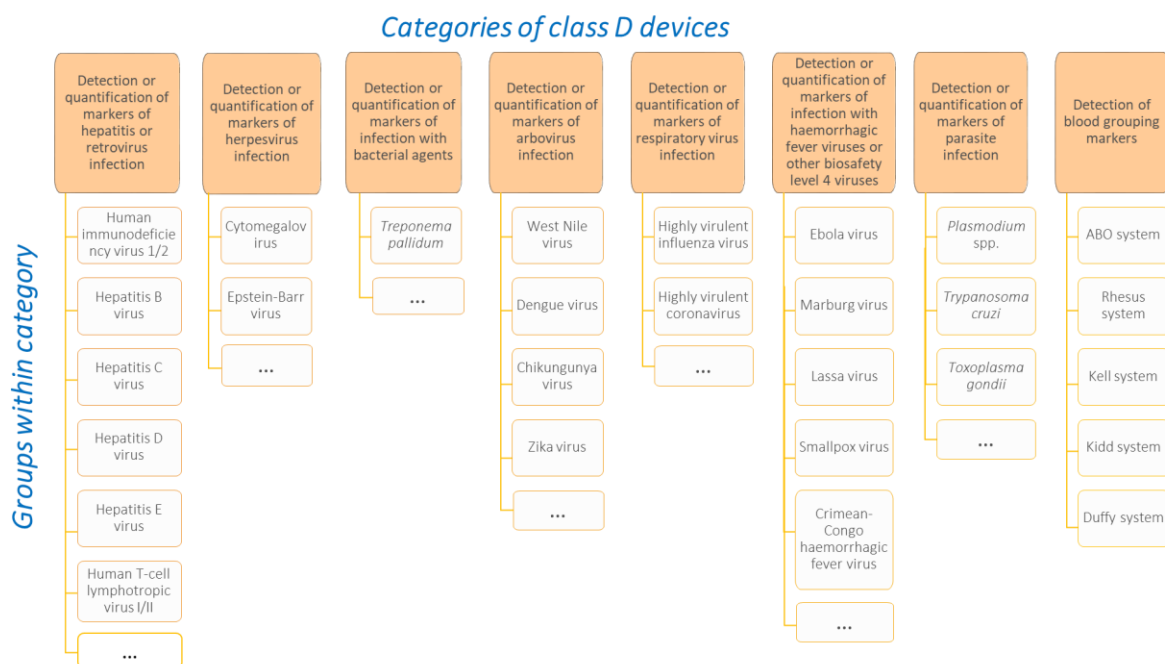 Categories of class D devices
Groups within category
Detection or
quantification of
markers of
hepatitis or
retrovirus
infection
Human
immunodeficie
ncy virus 1/2
Hepatitis B
virus
Hepatitis C
virus
Hepatitis D
virus
Hepatitis E
virus
Human T-cell
lymphotropic
virus I/II
...
Detection or
quantification of
markers of
herpesvirus
infection
Cytomegalov
irus
Epstein-Barr
virus
...
Detection or
quantification of
markers of
infection with
bacterial agents
Treponema
pallidum
...
Detection or
quantification of
markers of
arbovirus
infection
West Nile
virus
Dengue virus
Chikungunya
virus
Zika virus
...
Detection or
quantification of
markers of
respiratory virus
infection
Highly virulent
influenza virus
Highly virulent
coronavirus
...
Detection or
quantification of
markers of
infection with
haemorrhagic
fever viruses or
other biosafety
level 4 viruses
Ebola virus
Marburg virus
Lassa virus
Smallpox virus
Crimean-
Congo
haemorrhagic
fever virus
...
Detection or
quantification of
markers of
parasite
infection
Plasmodium
spp.
Trypanosoma
cruzi
Toxoplasma
gondii
...
Detection of
blood grouping
markers
ABO system
Rhesus
system
Kell system
Kidd system
Duffy system